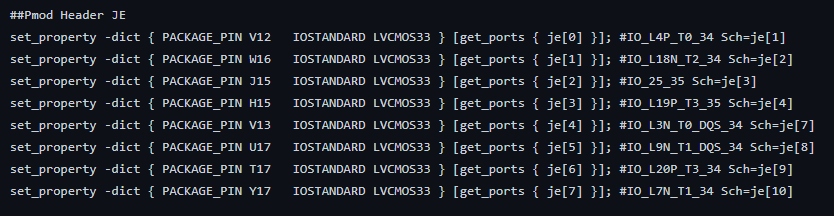 ##Pmod Header JE
set_property -dict { PACKAGE_PIN V12   IOSTANDARD LVCMOS33 } [get_ports { je[0] }]; #IO_L4P_T0_34 Sch=je[1]
set_property -dict { PACKAGE_PIN W16   IOSTANDARD LVCMOS33 } [get_ports { je[1] }]; #IO_L18N_T2_34 Sch=je[2]
set_property -dict { PACKAGE_PIN J15   IOSTANDARD LVCMOS33 } [get_ports { je[2] }]; #IO_25_35 Sch=je[3]
set_property -dict { PACKAGE_PIN H15   IOSTANDARD LVCMOS33 } [get_ports { je[3] }]; #IO_L19P_T3_35 Sch=je[4]
set_property -dict { PACKAGE_PIN V13   IOSTANDARD LVCMOS33 } [get_ports { je[4] }]; #IO_L3N_T0_DQS_34 Sch=je[7]
set_property -dict { PACKAGE_PIN U17   IOSTANDARD LVCMOS33 } [get_ports { je[5] }]; #IO_L9N_T1_DQS_34 Sch=je[8]
set_property -dict { PACKAGE_PIN T17   IOSTANDARD LVCMOS33 } [get_ports { je[6] }]; #IO_L20P_T3_34 Sch=je[9]
set_property -dict { PACKAGE_PIN Y17   IOSTANDARD LVCMOS33 } [get_ports { je[7] }]; #IO_L7N_T1_34 Sch=je[10]